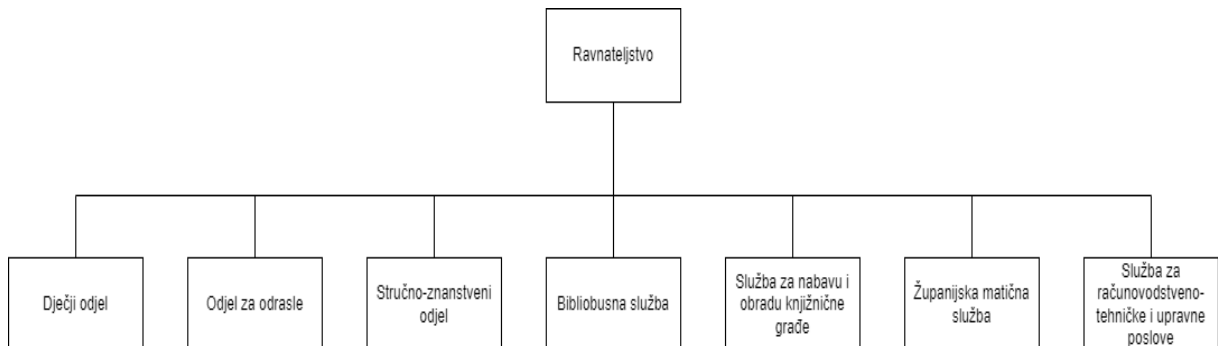 Ravnateljstvo
Dječji odjel
Odjel za odrasle
Stručno-znanstveni
odjel
Bibliobusna služba
Služba za nabavu i
obradu knjižnične
građe
Županijska matična
služba
Služba za
računovodstveno-
tehničke i upravne
poslove